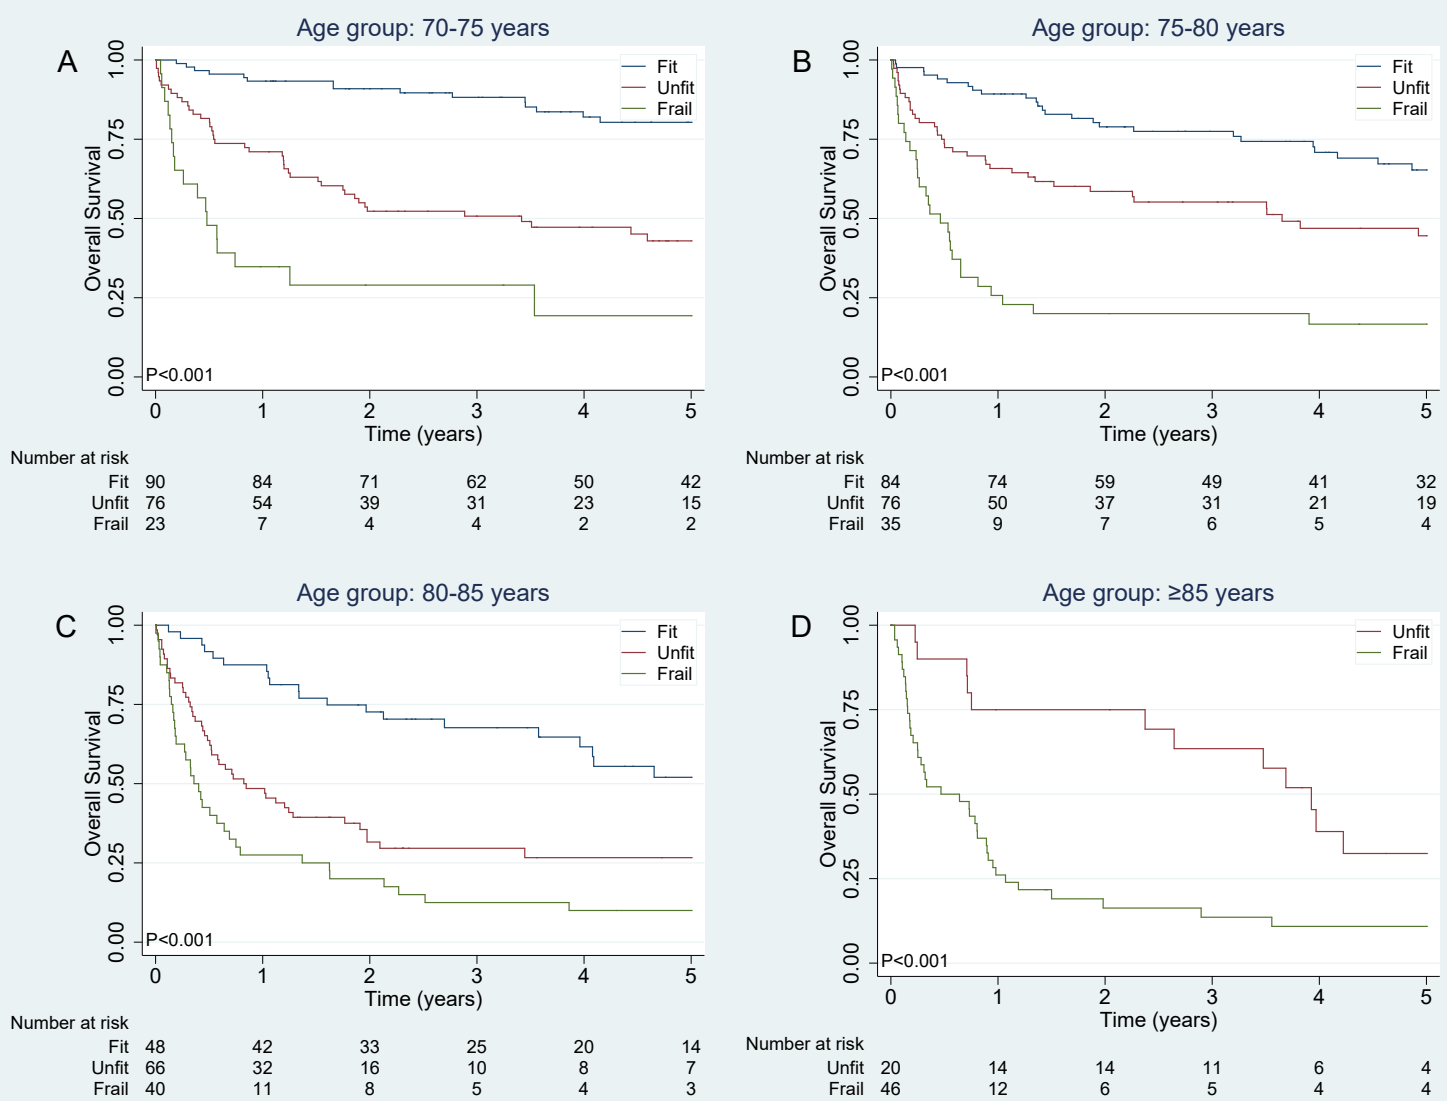 A
Age group: 70-75 years
Overall Survival
1.00
0.75
0.50
0.25
0.00
Fit
Unfit
Frail
P<0.001
0 1 2 3 4 5
Time (years)
Number at risk
Fit 90 84 71 62 50 42
Unfit 76 54 39 31 23 15
Frail 23 7 4 4 2 2
B
Age group: 75-80 years
Overall Survival
1.00
0.75
0.50
0.25
0.00
Fit
Unfit
Frail
P<0.001
0 1 2 3 4 5
Time (years)
Number at risk
Fit 84 74 59 49 41 32
Unfit 76 50 37 31 21 19
Frail 35 9 7 6 5 4
C
Age group: 80-85 years
Overall Survival
1.00
0.75
0.50
0.25
0.00
Fit
Unfit
Frail
P<0.001
0 1 2 3 4 5
Time (years)
Number at risk
Fit 48 42 33 25 20 14
Unfit 66 32 16 10 8 7
Frail 40 11 8 5 4 3
D
Age group: ≥85 years
Overall Survival
1.00
0.75
0.50
0.25
0.00
Unfit
Frail
P<0.001
0 1 2 3 4 5
Time (years)
Number at risk
Unfit 20 14 14 11 6 4
Frail 46 12 6 5 4 4